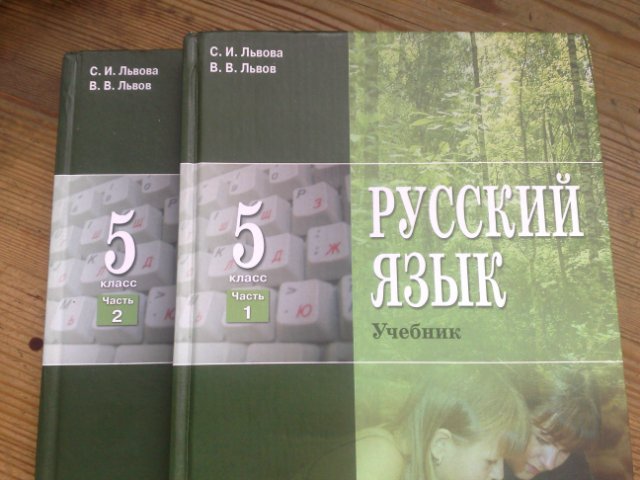 С. И. Львова
В. В. Львов
5
класс
Часть
2
С. И. Львова
В. В. Львов
5
класс
Часть
1
РУССКИЙ
ЯЗЫК
Учебник